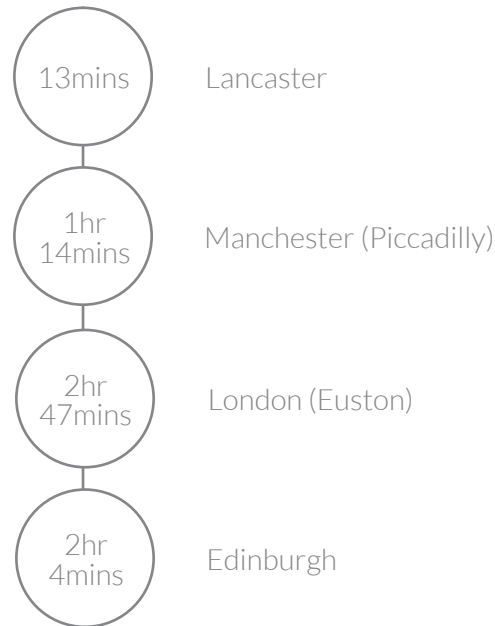 13mins
Lancaster
1hr
14mins
Manchester (Piccadilly)
2hr
47mins
London (Euston)
2hr
4mins
Edinburgh